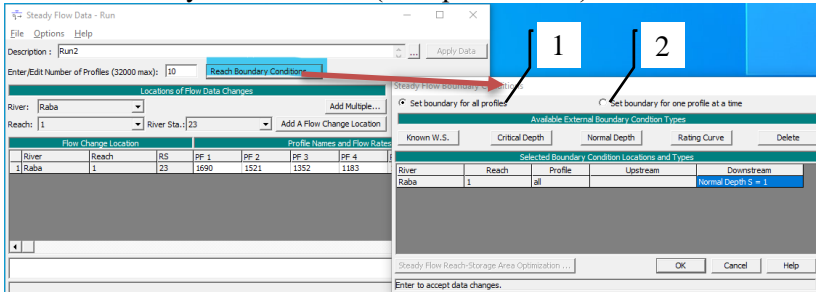 Steady Flow Data - Run
File Options Help
Description : Run2 ... Apply Data
Enter/Edit Number of Profiles (32000 max): 10 Reach Boundary Conditions ...
Locations of Flow Data Changes
River: Raba Add Multiple...
Reach: 1 River Sta.: 23 Add A Flow Change Location
Flow Change Location Profile Names and Flow Rates
River Reach RS PF 1 PF 2 PF 3 PF 4
1 Raba 1 23 1690 1521 1352 1183
1 2
Steady Flow Boundary Conditions
Set boundary for all profiles Set boundary for one profile at a time
Available External Boundary Condtion Types
Known W.S. Critical Depth Normal Depth Rating Curve Delete
Selected Boundary Condition Locations and Types
River Reach Profile Upstream Downstream
Raba 1 all Normal Depth S = 1
Steady Flow Reach-Storage Area Optimization ... OK Cancel Help
Enter to accept data changes.